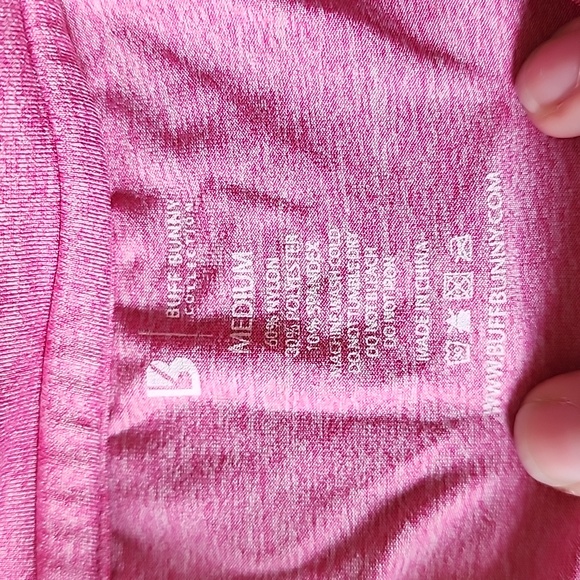 BUFF BUNNY
COLLECTION
MEDIUM
60% NYLON
30% POLYESTER
10% SPANDEX
MACHINE WASH COLD
DO NOT TUMBLE DRY
DO NOT BLEACH
DO NOT IRON
MADE IN CHINA
WWW.BUFFBUNNY.COM